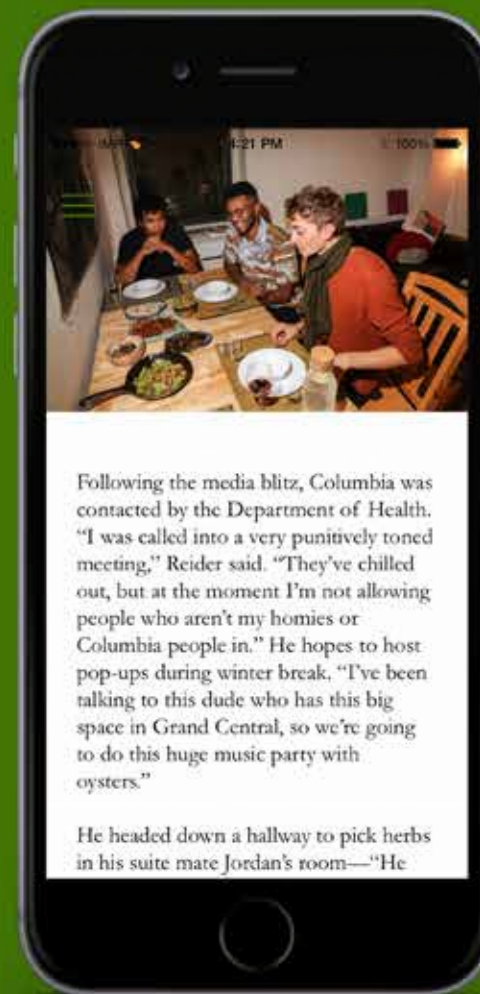 4:21 PM
100%
Following the media blitz, Columbia was
contacted by the Department of Health.
“I was called into a very punitively toned
meeting,” Reider said. “They’ve chilled
out, but at the moment I’m not allowing
people who aren’t my homies or
Columbia people in.” He hopes to host
pop-ups during winter break. “I’ve been
talking to this dude who has this big
space in Grand Central, so we’re going
to do this huge music party with
oysters.”
He headed down a hallway to pick herbs
in his suite mate Jordan’s room—“He